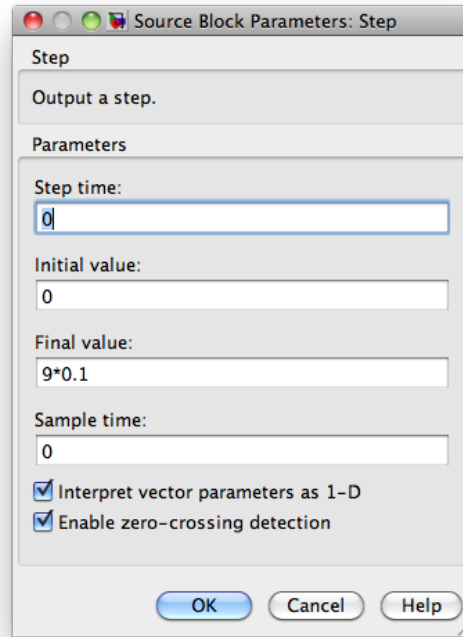 Source Block Parameters: Step
Step
Output a step.
Parameters
Step time:
0
Initial value:
0
Final value:
9*0.1
Sample time:
0
Interpret vector parameters as 1-D
Enable zero-crossing detection
OK Cancel Help